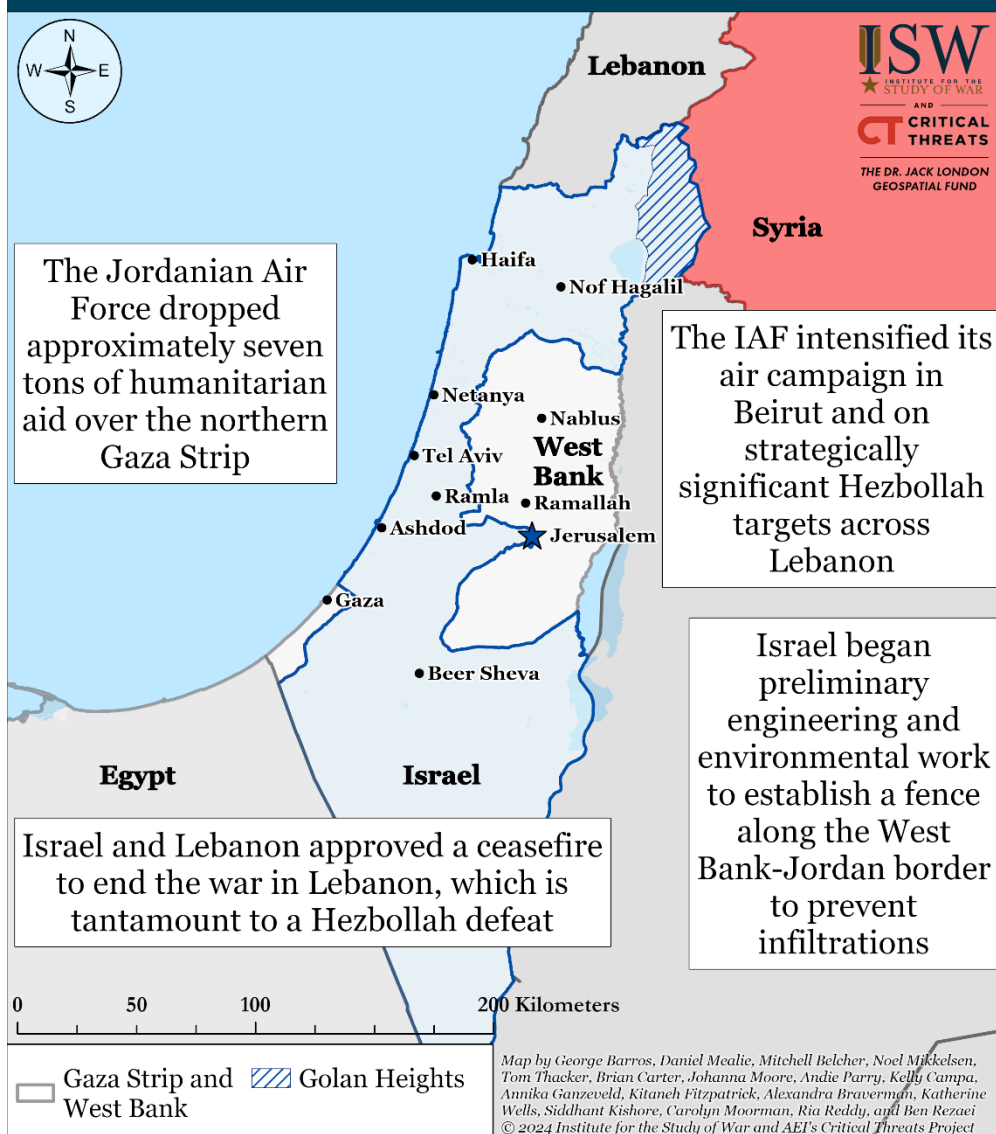 N
W
E
S
Lebanon
ISW
INSTITUTE FOR THE
STUDY OF WAR
AND
CT CRITICAL
THREATS
THE DR. JACK LONDON
GEOSPATIAL FUND
Syria
Haifa
Nof Hagalil
The Jordanian Air
Force dropped
approximately seven
tons of humanitarian
aid over the northern
Gaza Strip
The IAF intensified its
air campaign in
Beirut and on
strategically
significant Hezbollah
targets across
Lebanon
Netanya
Nablus
West
Bank
Tel Aviv
Ramla
Ramallah
Ashdod
Jerusalem
Gaza
Beer Sheva
Israel began
preliminary
engineering and
environmental work
to establish a fence
along the West
Bank-Jordan border
to prevent
infiltrations
Egypt
Israel
Israel and Lebanon approved a ceasefire
to end the war in Lebanon, which is
tantamount to a Hezbollah defeat
0 50 100 200 Kilometers
Gaza Strip and
West Bank
Golan Heights
Map by George Barros, Daniel Mealie, Mitchell Belcher, Noel Mikkelsen,
Tom Thacker, Brian Carter, Johanna Moore, Andie Parry, Kelly Campa,
Annika Ganzeveld, Kitaneh Fitzpatrick, Alexandra Braverman, Katherine
Wells, Siddhant Kishore, Carolyn Moorman, Ria Reddy, and Ben Rezaei
© 2024 Institute for the Study of War and AEI's Critical Threats Project